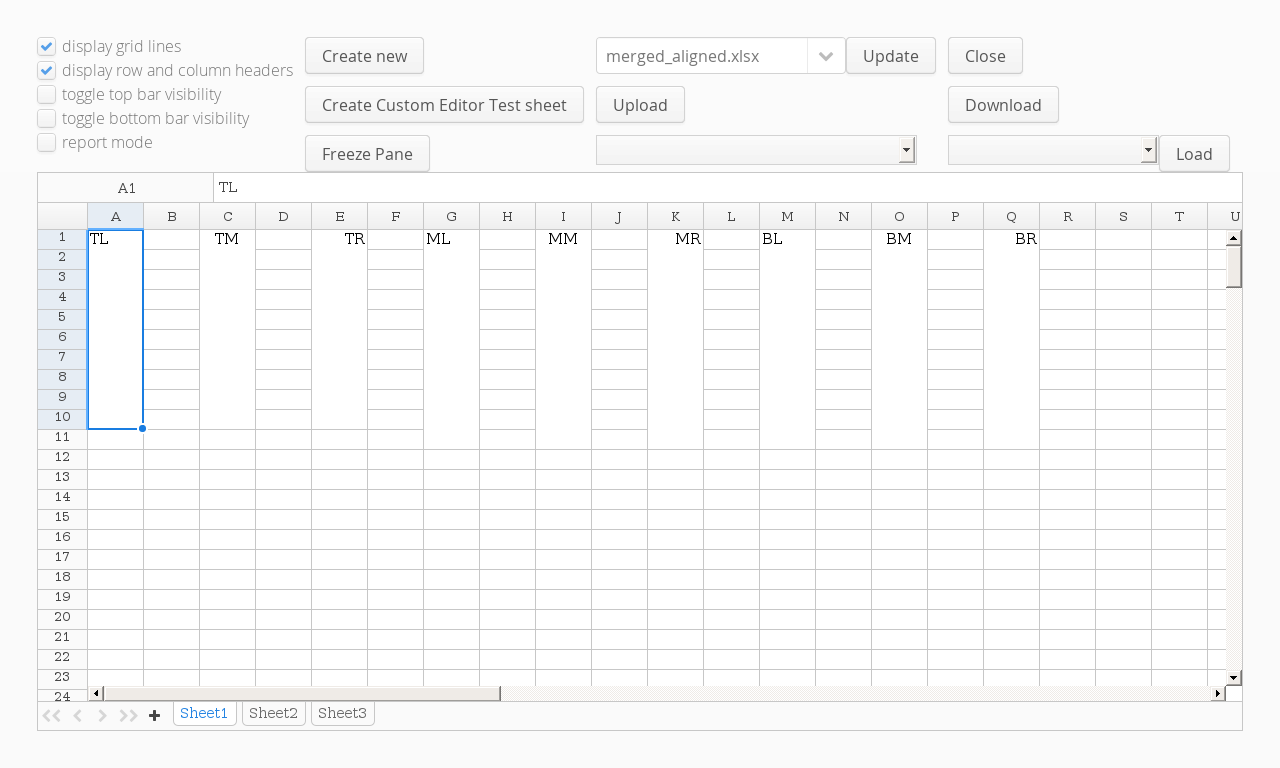 display grid lines
display row and column headers
toggle top bar visibility
toggle bottom bar visibility
report mode
Create new
merged_aligned.xlsx
Update
Close
Create Custom Editor Test sheet
Upload
Download
Freeze Pane
Load
A1 TL
A B C D E F G H I J K L M N O P Q R S T U
1 TL TM TR ML MM MR BL BM BR
2
3
4
5
6
7
8
9
10
11
12
13
14
15
16
17
18
19
20
21
22
23
24
Sheet1 Sheet2 Sheet3